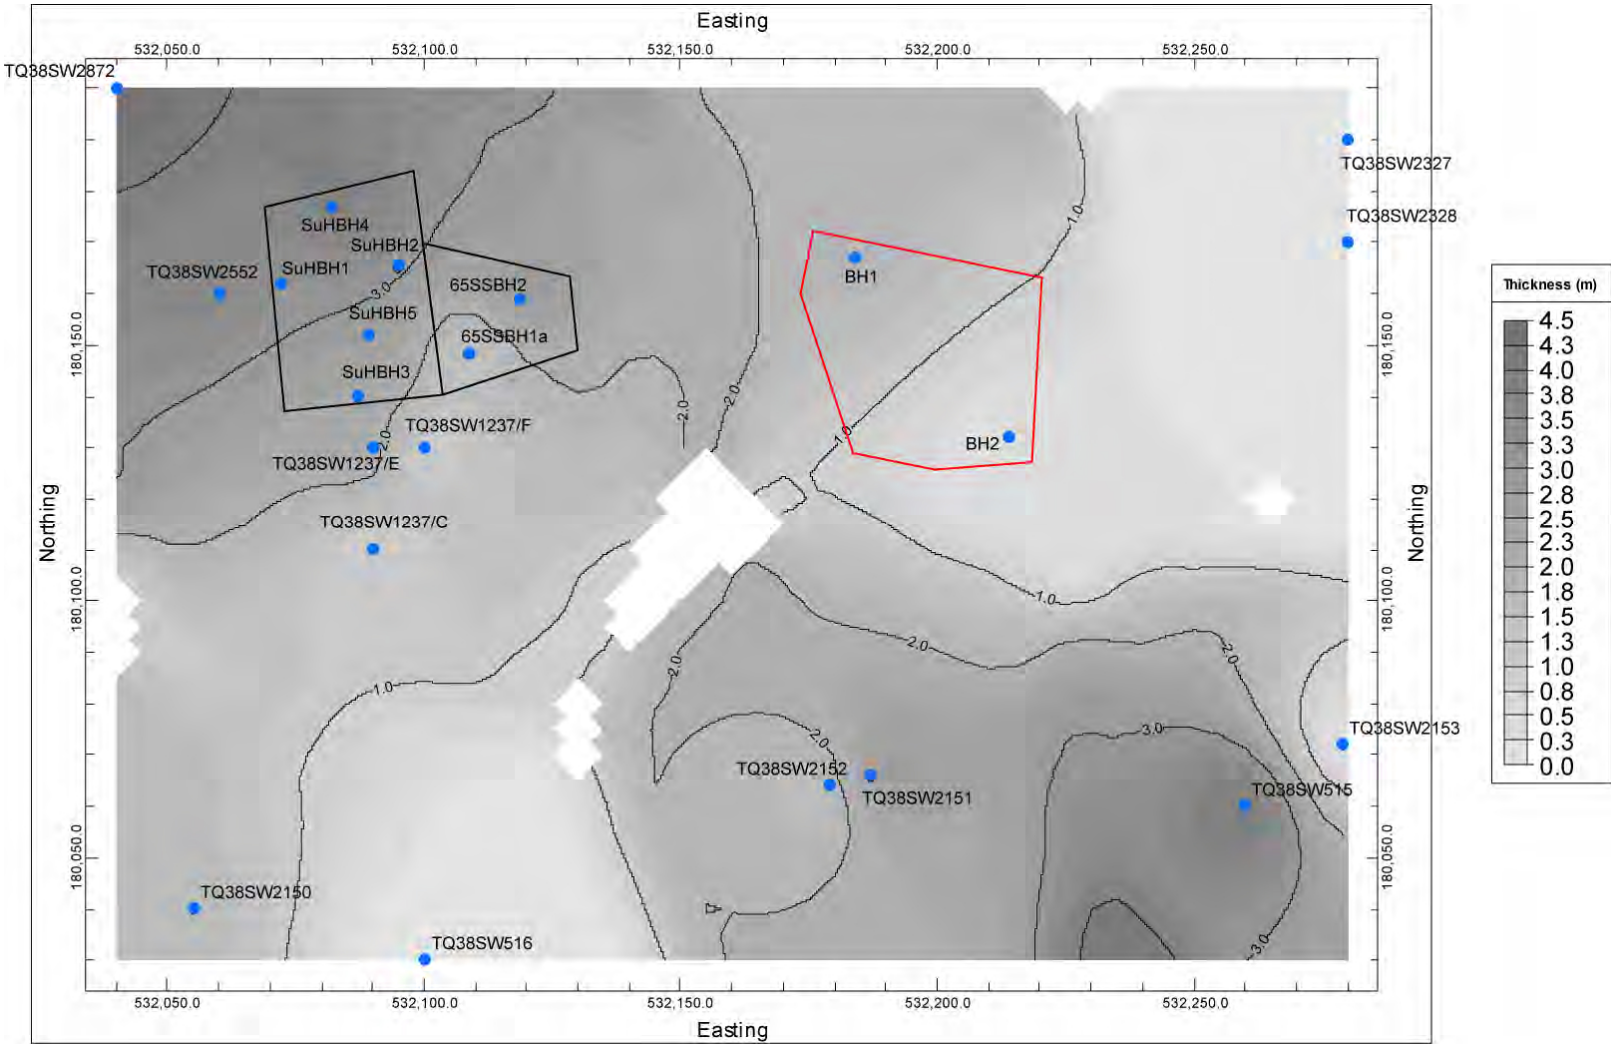 Easting
532,050.0 532,100.0 532,150.0 532,200.0 532,250.0
TQ38SW2872
TQ38SW2327
TQ38SW2328
SuHBH4
SuHBH2
TQ38SW2552
SuHBH1
65SSBH2
BH1
1.0
3.0
SuHBH5
65SSBH1a
SuHBH3
2.0
2.0
TQ38SW1237/F
1.0
BH2
2.0
TQ38SW1237/E
TQ38SW1237/C
Northing
180,150.0
180,100.0
180,050.0
Northing
180,150.0
180,100.0
180,050.0
1.0
2.0
2.0
2.0
1.0
3.0
2.0
TQ38SW2153
TQ38SW2152
TQ38SW2151
TQ38SW515
TQ38SW2150
TQ38SW516
3.0
532,050.0 532,100.0 532,150.0 532,200.0 532,250.0
Easting
Thickness (m)
4.5
4.3
4.0
3.8
3.5
3.3
3.0
2.8
2.5
2.3
2.0
1.8
1.5
1.3
1.0
0.8
0.5
0.3
0.0